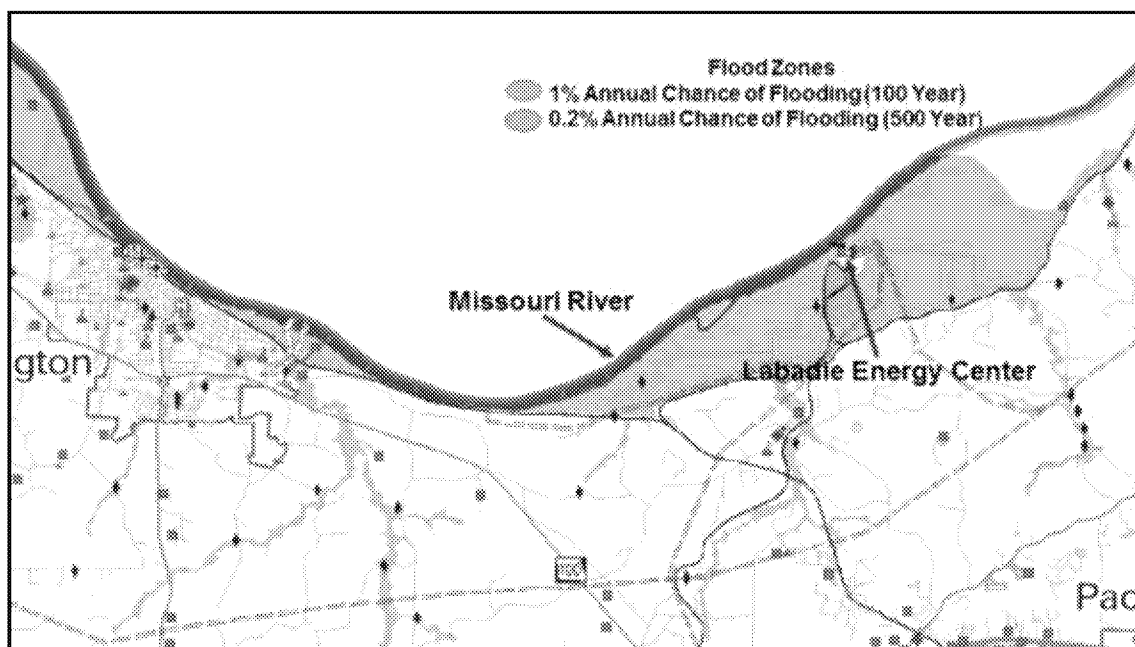 Flood Zones
1% Annual Chance of Flooding (100 Year)
0.2% Annual Chance of Flooding (500 Year)
Missouri River
gton
Labadie Energy Center
Pac